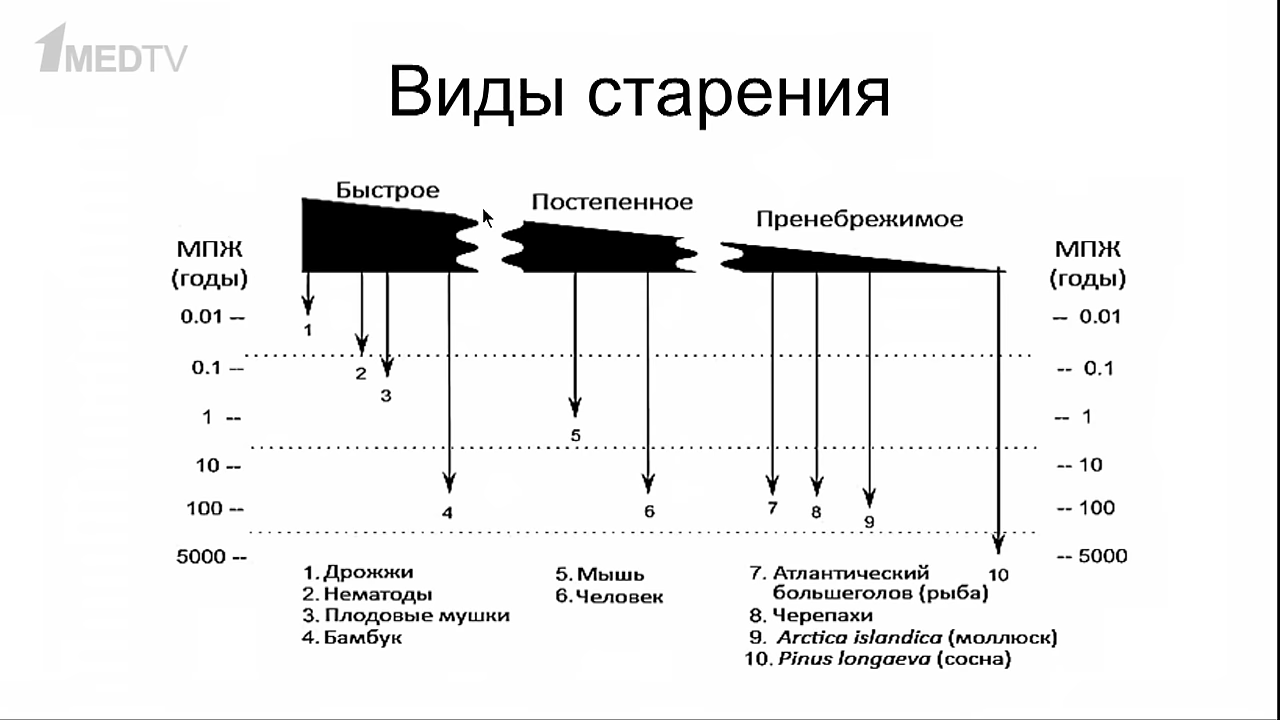 1MEDTV
Виды старения
Быстрое
Постепенное
Пренебрежимое
МПЖ
(годы)
0.01 --
0.1 --
1 --
10 --
100 --
5000 --
МПЖ
(годы)
-- 0.01
-- 0.1
-- 1
-- 10
-- 100
-- 5000
1
2
3
4
5
6
7
8
9
10
1. Дрожжи
2. Нематоды
3. Плодовые мушки
4. Бамбук
5. Мышь
6. Человек
7. Атлантический
большеголов (рыба)
8. Черепахи
9. Arctica islandica (моллюск)
10. Pinus longaeva (сосна)